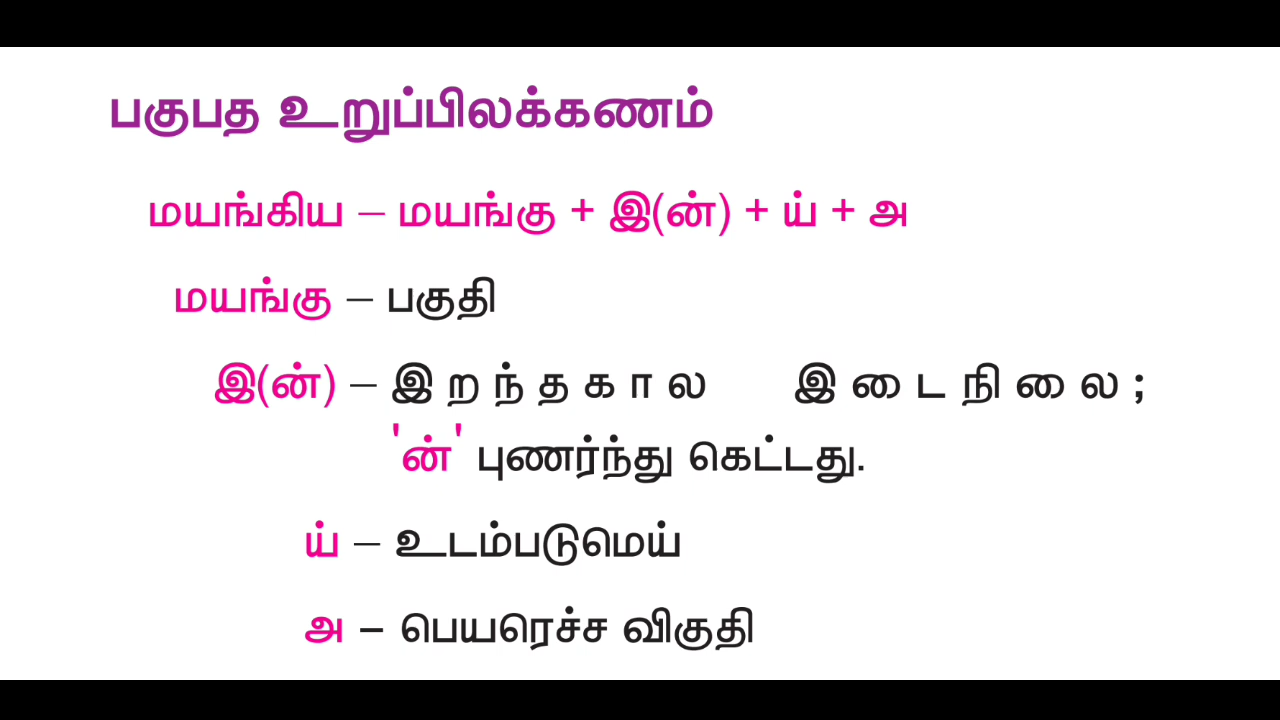 பகுபத உறுப்பிலக்கணம்
மயங்கிய – மயங்கு + இ(ன்) + ய் + அ
மயங்கு – பகுதி
இ(ன்) – இறந்தகால இடைநிலை;
'ன்' புணர்ந்து கெட்டது.
ய் – உடம்படுமெய்
அ – பெயரெச்ச விகுதி